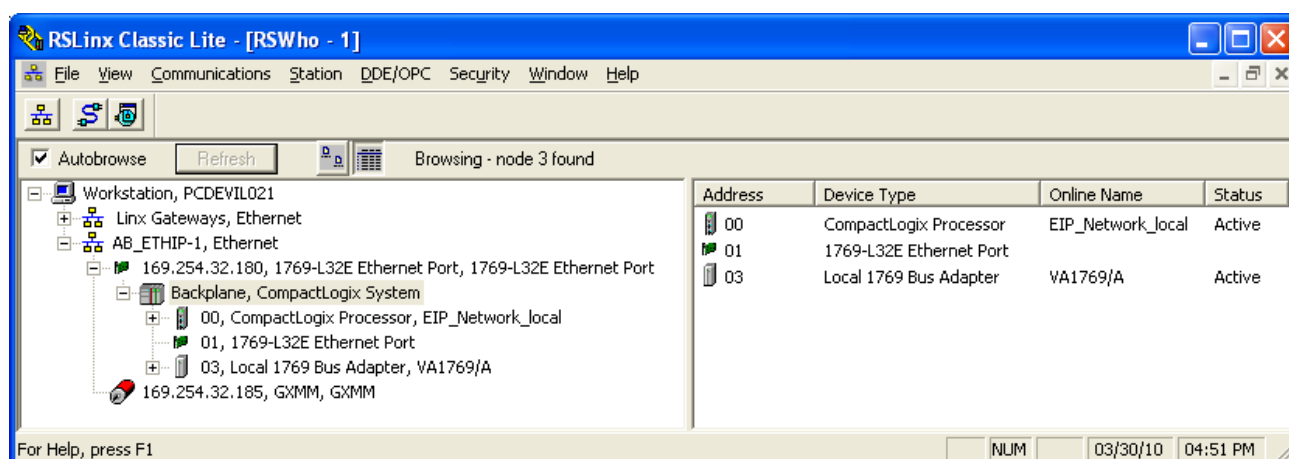 RSLinx Classic Lite - [RSWho - 1]
File View Communications Station DDE/OPC Security Window Help
Autobrowse Refresh Browsing - node 3 found
Workstation, PCDEVIL021
Linx Gateways, Ethernet
AB_ETHIP-1, Ethernet
169.254.32.180, 1769-L32E Ethernet Port, 1769-L32E Ethernet Port
Backplane, CompactLogix System
00, CompactLogix Processor, EIP_Network_local
01, 1769-L32E Ethernet Port
03, Local 1769 Bus Adapter, VA1769/A
169.254.32.185, GXMM, GXMM
Address Device Type Online Name Status
00 CompactLogix Processor EIP_Network_local Active
01 1769-L32E Ethernet Port
03 Local 1769 Bus Adapter VA1769/A Active
For Help, press F1 NUM 03/30/10 04:51 PM